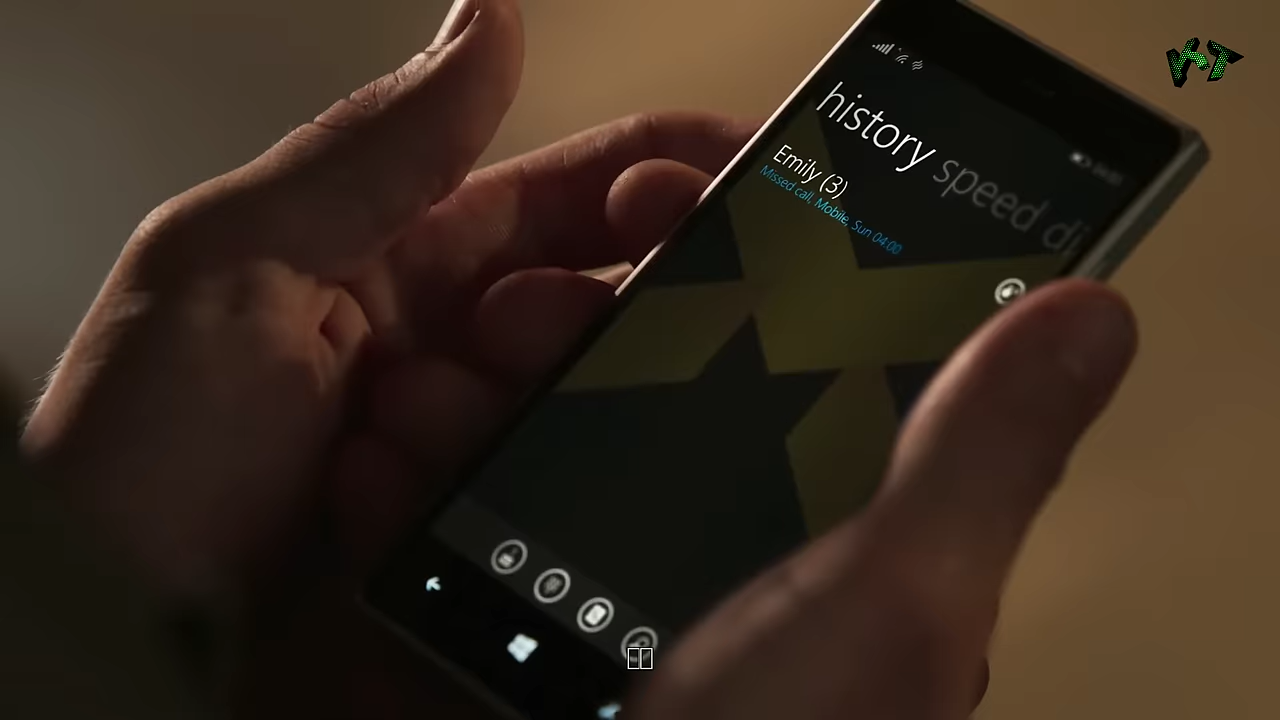 history speed di
Emily (3)
Missed call, Mobile, Sun 04:00